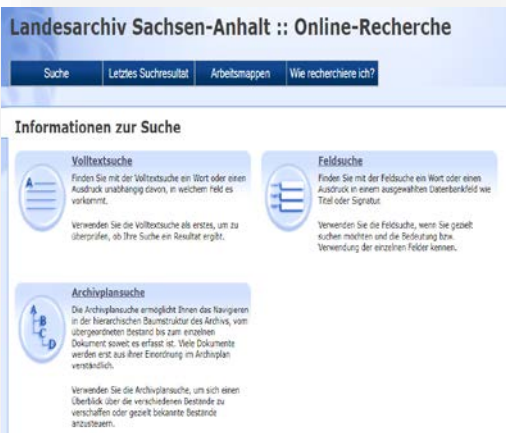 Landesarchiv Sachsen-Anhalt :: Online-Recherche
Suche
Letztes Suchresultat
Arbeitsmappen
Wie recherchiere ich?
Informationen zur Suche
Volltextsuche
Finden Sie mit der Volltextsuche ein Wort oder einen
Ausdruck unabhängig davon, in welchem Feld es
vorkommt.
Verwenden Sie die Volltextsuche als erstes, um zu
überprüfen, ob Ihre Suche ein Resultat ergibt.
Feldsuche
Finden Sie mit der Feldsuche ein Wort oder einen
Ausdruck in einem ausgewählten Datenbankfeld wie
Titel oder Signatur.
Verwenden Sie die Feldsuche, wenn Sie gezielt
suchen möchten und die Bedeutung bzw.
Verwendung der einzelnen Felder kennen.
Archivplansuche
Die Archivplansuche ermöglicht Ihnen das Navigieren
in der hierarchischen Baumstruktur des Archivs, vom
übergeordneten Bestand bis zum einzelnen
Dokument soweit es erfasst ist. Viele Dokumente
werden erst aus ihrer Einordnung im Archivplan
verständlich.
Verwenden Sie die Archivplansuche, um sich einen
Überblick über die verschiedenen Bestände zu
verschaffen oder gezielt bekannte Bestände
anzusteuern.
A
A
B
C
D